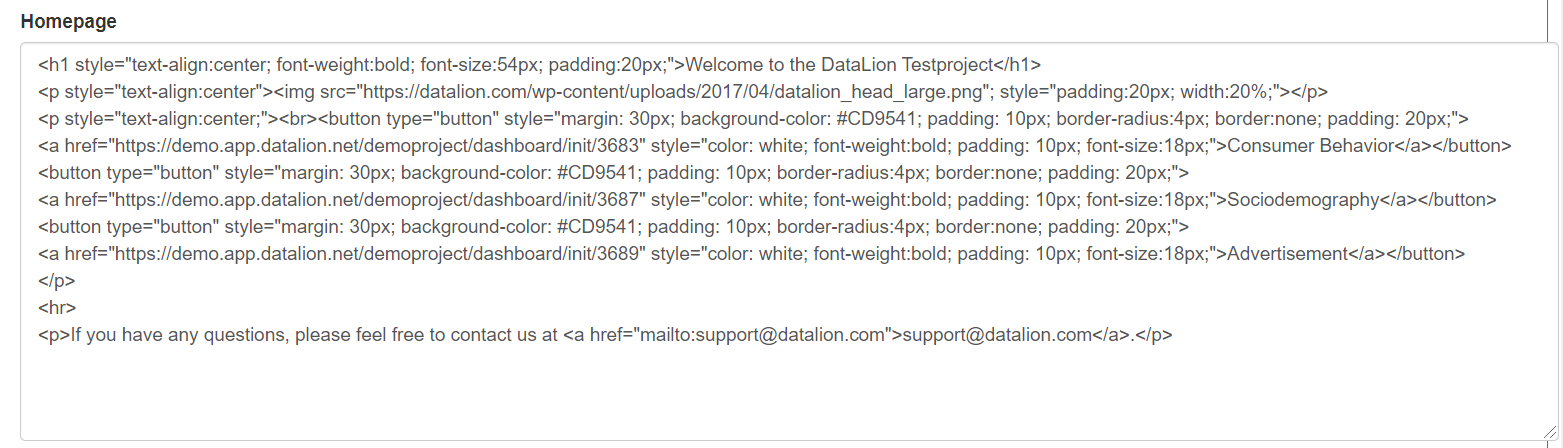 Homepage
<h1 style="text-align:center; font-weight:bold; font-size:54px; padding:20px;">Welcome to the DataLion Testproject</h1>
<p style="text-align:center"><img src="https://datalion.com/wp-content/uploads/2017/04/datalion_head_large.png"; style="padding:20px; width:20%;"></p>
<p style="text-align:center;"><br><button type="button" style="margin: 30px; background-color: #CD9541; padding: 10px; border-radius:4px; border:none; padding: 20px;">
<a href="https://demo.app.datalion.net/demoproject/dashboard/init/3683" style="color: white; font-weight:bold; padding: 10px; font-size:18px;">Consumer Behavior</a></button>
<button type="button" style="margin: 30px; background-color: #CD9541; padding: 10px; border-radius:4px; border:none; padding: 20px;">
<a href="https://demo.app.datalion.net/demoproject/dashboard/init/3687" style="color: white; font-weight:bold; padding: 10px; font-size:18px;">Sociodemography</a></button>
<button type="button" style="margin: 30px; background-color: #CD9541; padding: 10px; border-radius:4px; border:none; padding: 20px;">
<a href="https://demo.app.datalion.net/demoproject/dashboard/init/3689" style="color: white; font-weight:bold; padding: 10px; font-size:18px;">Advertisement</a></button>
</p>
<hr>
<p>If you have any questions, please feel free to contact us at <a href="mailto:support@datalion.com">support@datalion.com</a>.</p>